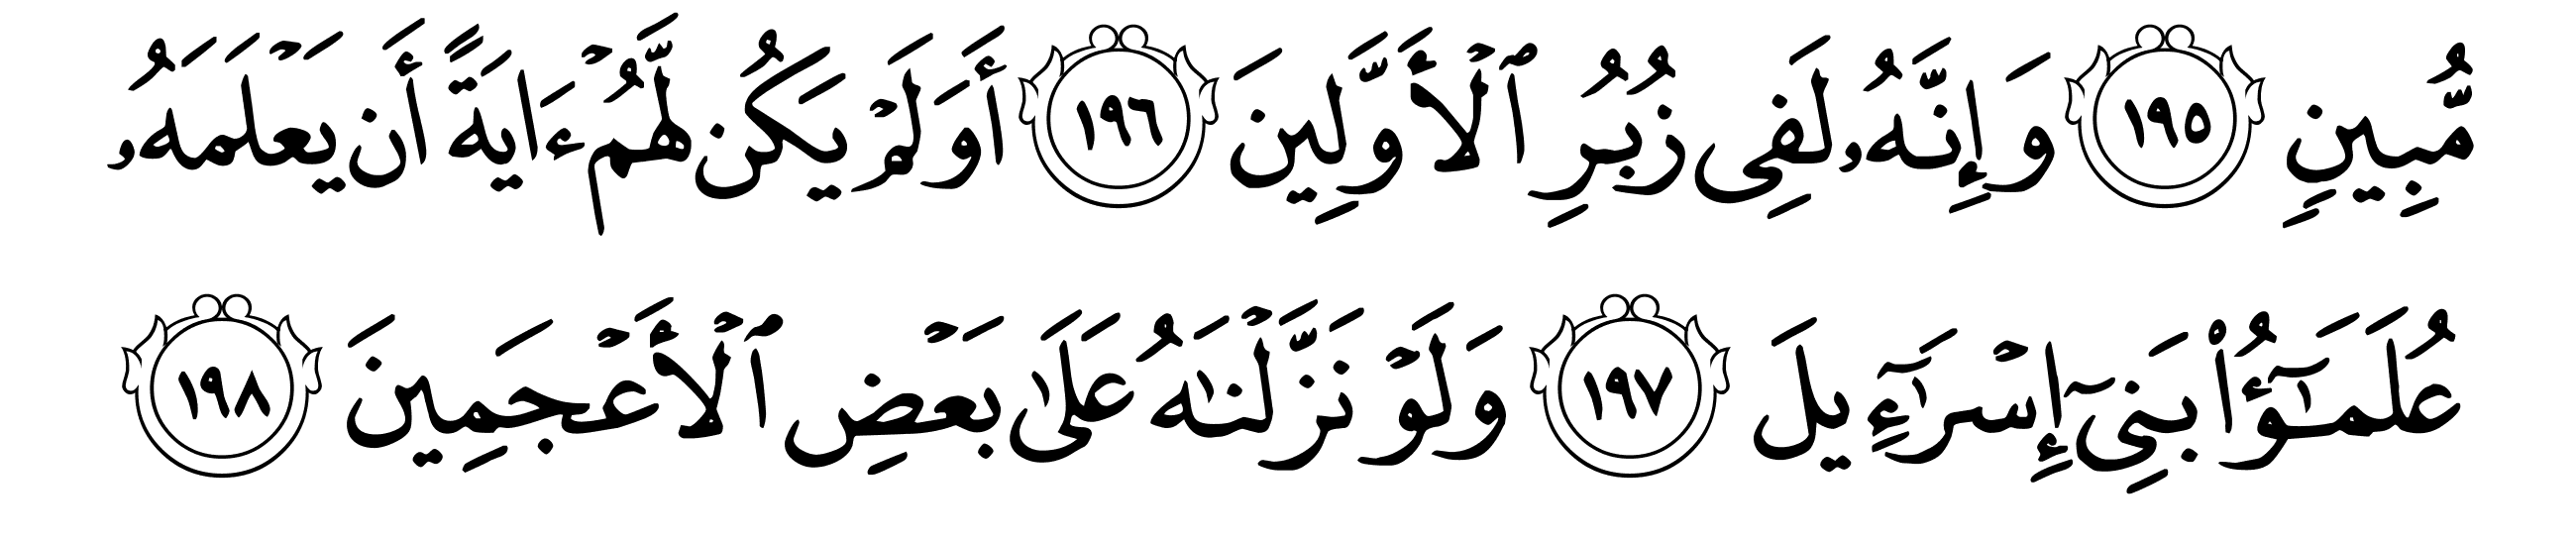 مُّبِينٍ ١٩٥ وَإِنَّهُۥ لَفِى زُبُرِ ٱلْأَوَّلِينَ ١٩٦ أَوَلَمْ يَكُن لَّهُمْ ءَايَةً أَن يَعْلَمَهُۥ
عُلَمَـٰٓؤُا۟ بَنِىٓ إِسْرَٰٓءِيلَ ١٩٧ وَلَوْ نَزَّلْنَـٰهُ عَلَىٰ بَعْضِ ٱلْأَعْجَمِينَ ١٩٨